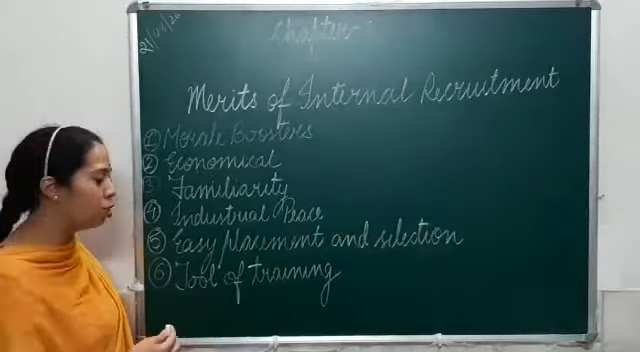 Chapter-
Merits of Internal Recruitment
① Morale Boosters
② Economical
③ Familiarity
④ Industrial Peace
⑤ Easy placement and selection
⑥ Tool of training